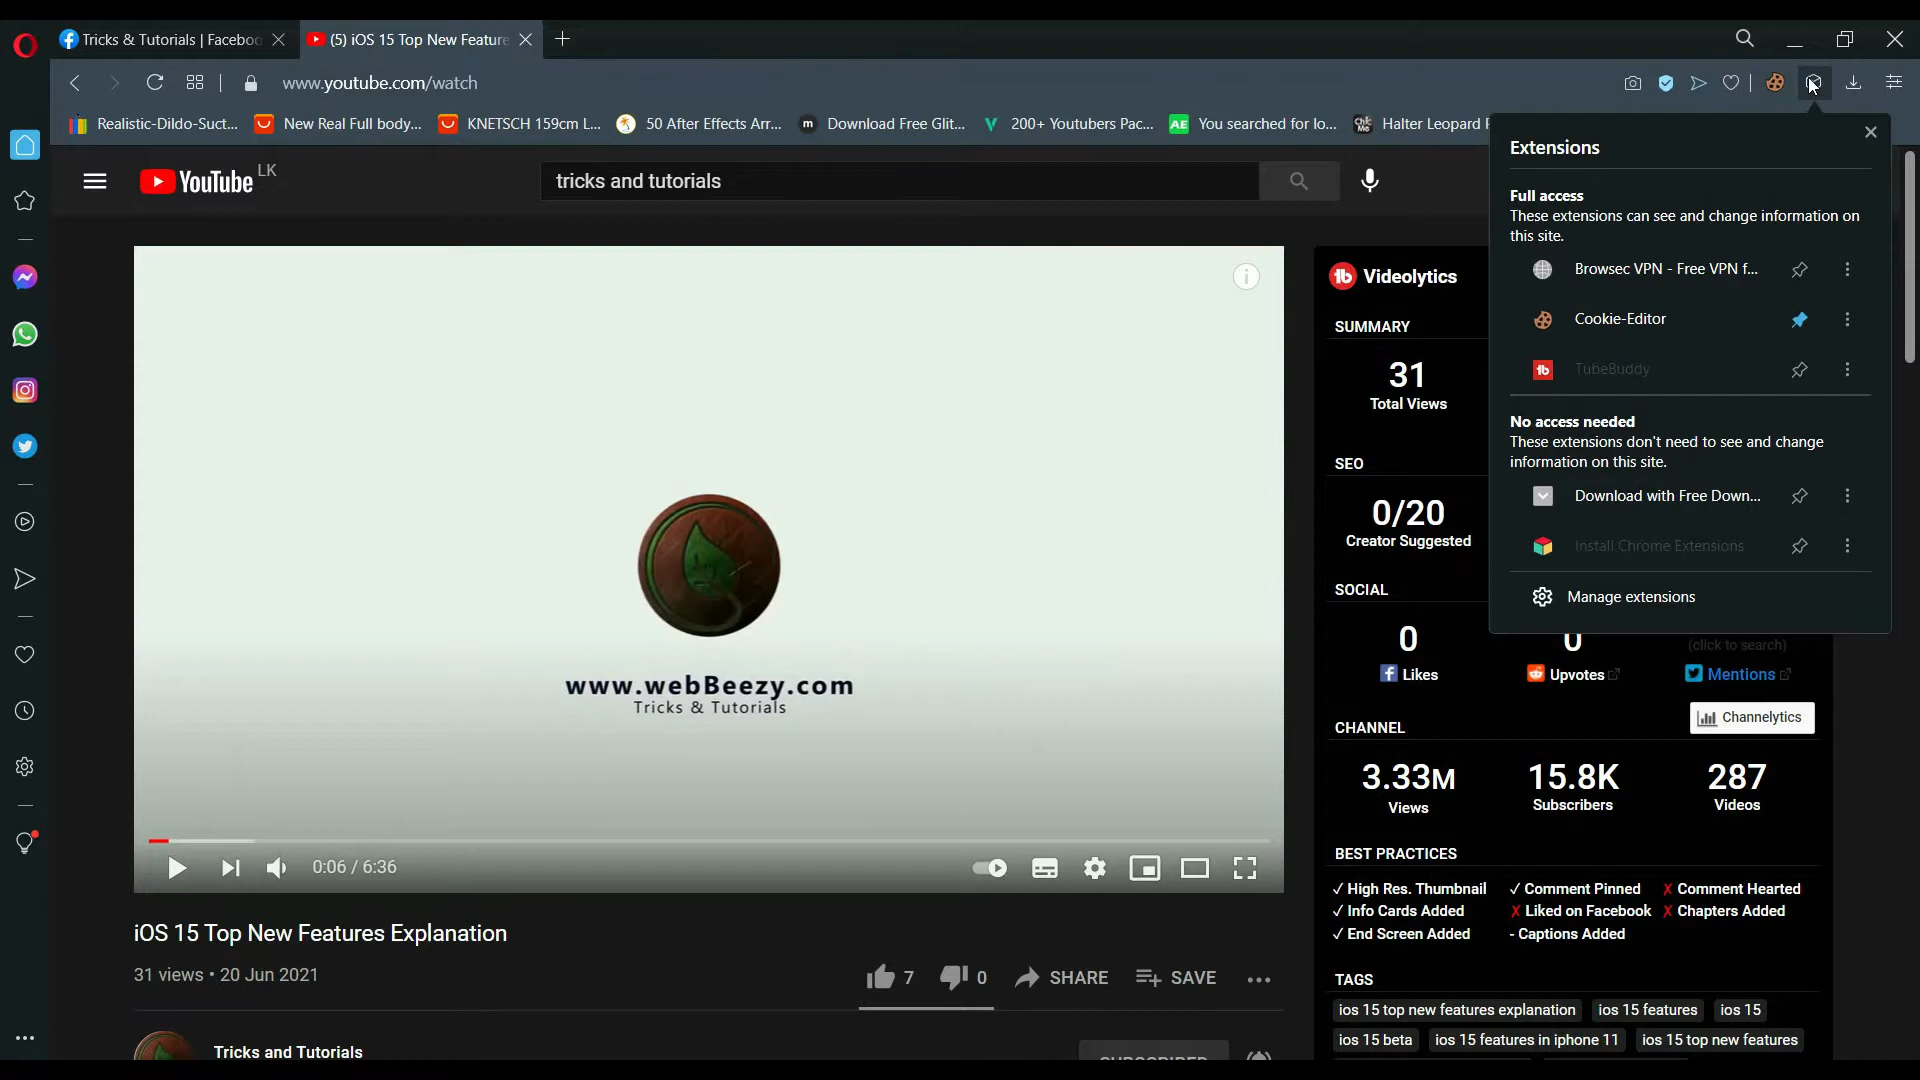 Tricks & Tutorials | Faceboo
(5) iOS 15 Top New Feature
www.youtube.com/watch
Realistic-Dildo-Suct...
New Real Full body...
KNETSCH 159cm L...
50 After Effects Arr...
Download Free Glit...
200+ Youtubers Pac...
You searched for lo...
Halter Leopard
YouTube LK
tricks and tutorials
Extensions
Full access
These extensions can see and change information on
this site.
Browsec VPN - Free VPN f...
Cookie-Editor
TubeBuddy
No access needed
These extensions don't need to see and change
information on this site.
Download with Free Down...
Install Chrome Extensions
Manage extensions
www.webBeezy.com
Tricks & Tutorials
0:06 / 6:36
iOS 15 Top New Features Explanation
31 views • 20 Jun 2021
7
0
SHARE
SAVE
Tricks and Tutorials
SUBSCRIBED
Videolytics
SUMMARY
31
Total Views
SEO
0/20
Creator Suggested
SOCIAL
0
Likes
0
Upvotes
(click to search)
Mentions
CHANNEL
Channelytics
3.33M
Views
15.8K
Subscribers
287
Videos
BEST PRACTICES
✓ High Res. Thumbnail ✓ Comment Pinned ✗ Comment Hearted
✓ Info Cards Added ✗ Liked on Facebook ✗ Chapters Added
✓ End Screen Added - Captions Added
TAGS
ios 15 top new features explanation ios 15 features ios 15
ios 15 beta ios 15 features in iphone 11 ios 15 top new features